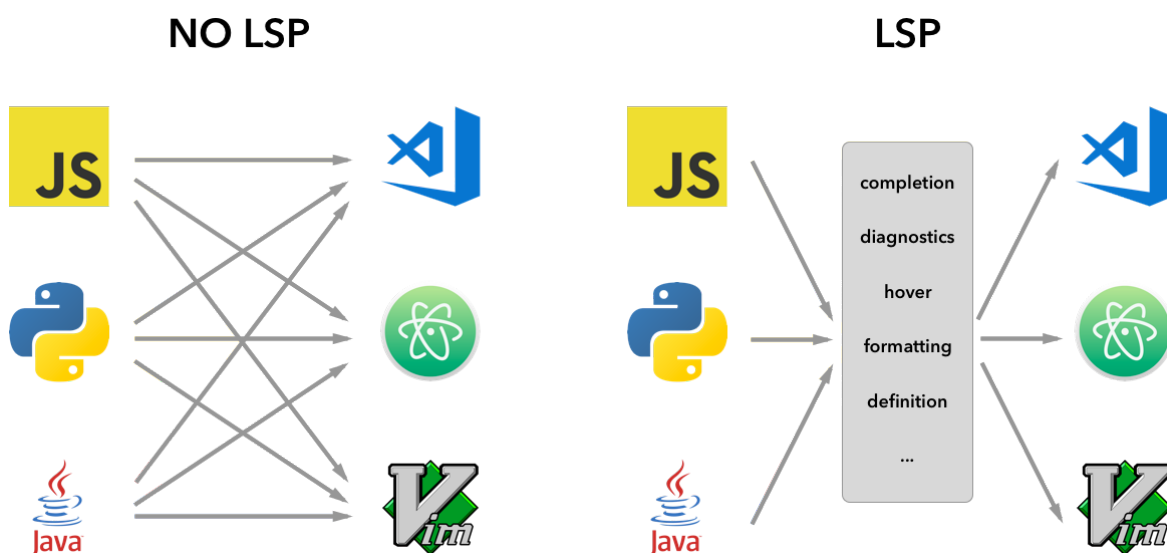 NO LSP
LSP
JS
JS
completion
diagnostics
hover
formatting
definition
...
Java
Vim
Java
Vim